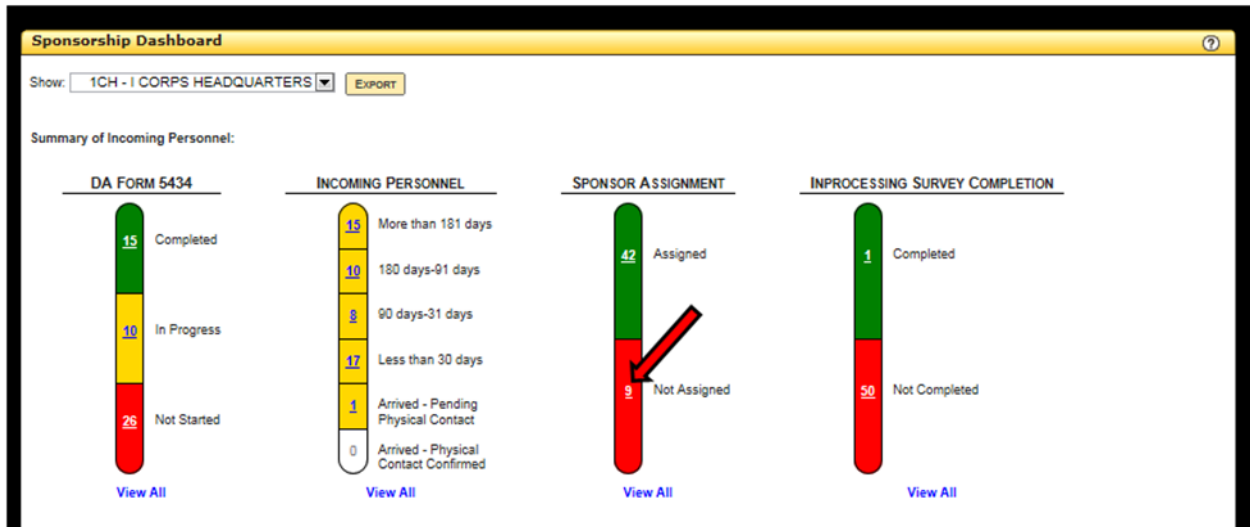 Sponsorship Dashboard
?
Show: 1CH - I CORPS HEADQUARTERS EXPORT
Summary of Incoming Personnel:
DA FORM 5434
15 Completed
10 In Progress
26 Not Started
View All
INCOMING PERSONNEL
15 More than 181 days
10 180 days-91 days
8 90 days-31 days
17 Less than 30 days
1 Arrived - Pending
Physical Contact
0 Arrived - Physical
Contact Confirmed
View All
SPONSOR ASSIGNMENT
42 Assigned
9 Not Assigned
View All
INPROCESSING SURVEY COMPLETION
1 Completed
50 Not Completed
View All